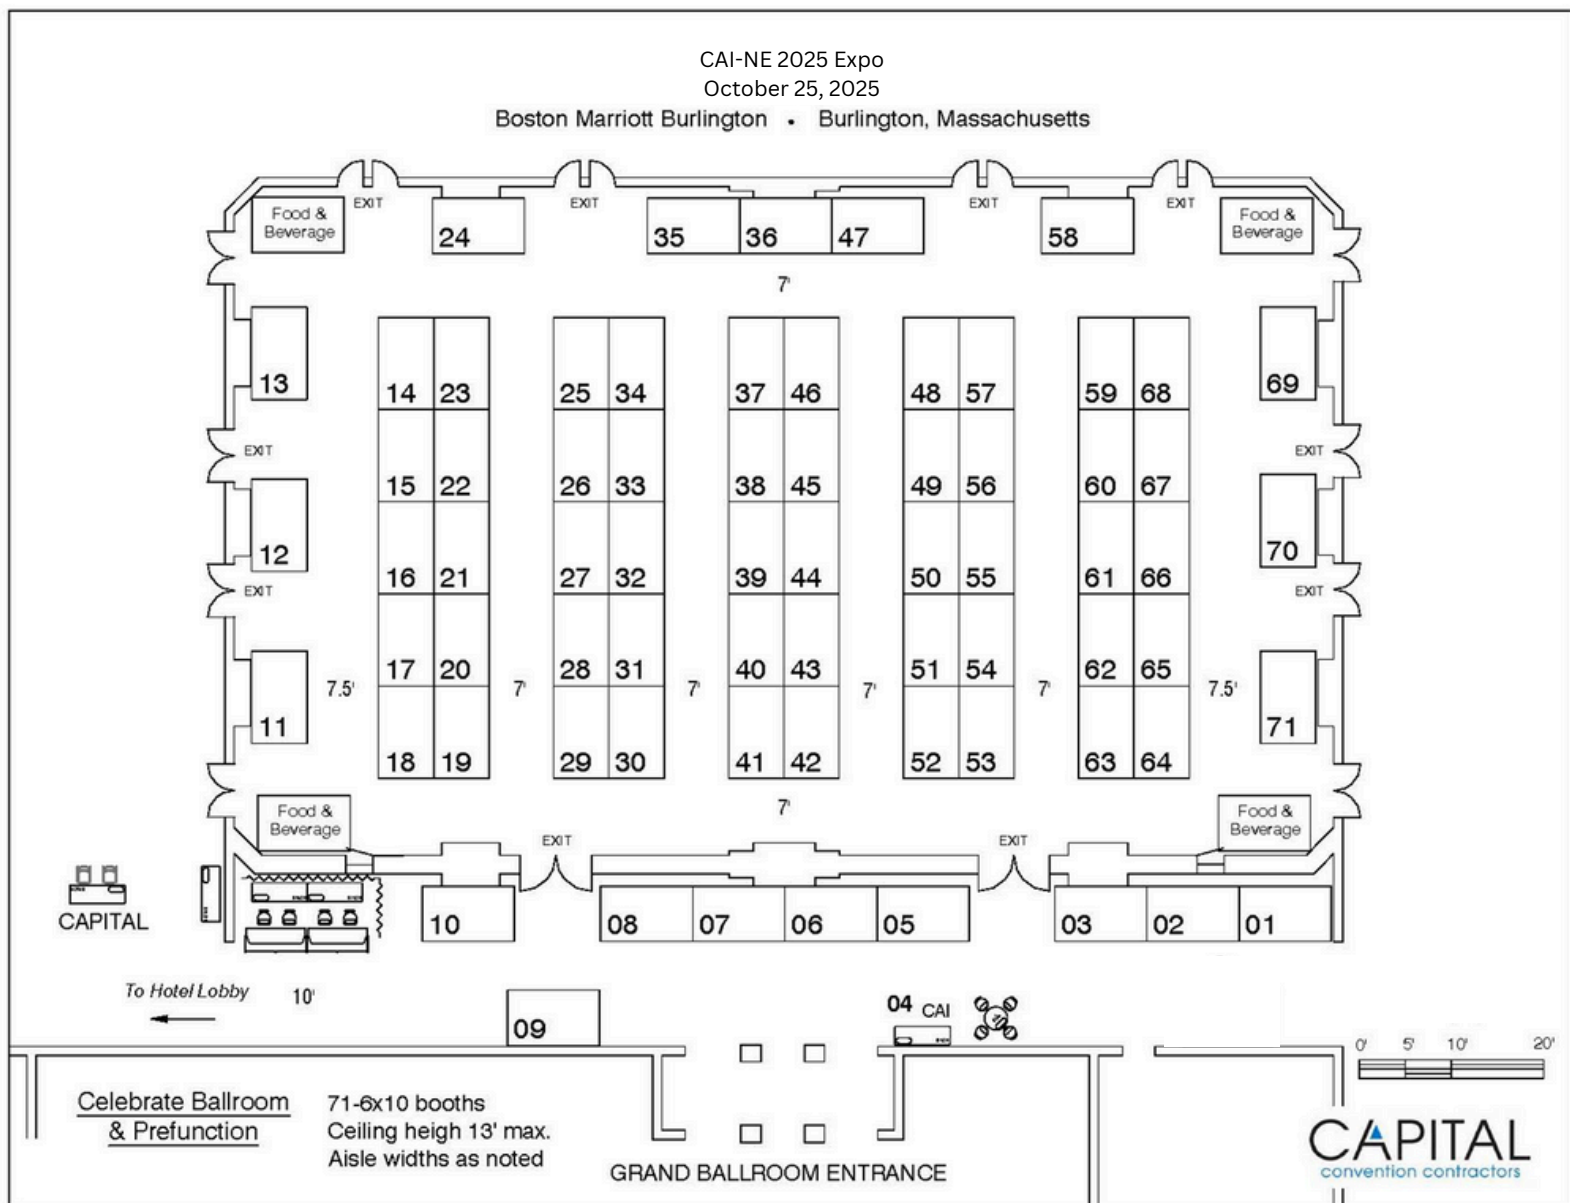 CAI-NE 2025 Expo
October 25, 2025
Boston Marriott Burlington • Burlington, Massachusetts
EXIT EXIT EXIT EXIT
Food & Beverage
24
35 36 47
58
Food & Beverage
7'
13
14 23 25 34 37 46 48 57 59 68
69
EXIT EXIT
15 22 26 33 38 45 49 56 60 67
12
16 21 27 32 39 44 50 55 61 66
70
EXIT EXIT
17 20 28 31 40 43 51 54 62 65
7.5' 7' 7' 7' 7' 7.5'
11
71
18 19 29 30 41 42 52 53 63 64
7'
Food &
Beverage
Food &
Beverage
EXIT EXIT
CAPITAL
10 08 07 06 05 03 02 01
To Hotel Lobby 10'
09
04 CAI
0' 5' 10' 20'
Celebrate Ballroom
& Prefunction
71-6x10 booths
Ceiling heigh 13' max.
Aisle widths as noted
GRAND BALLROOM ENTRANCE
CAPITAL
convention contractors